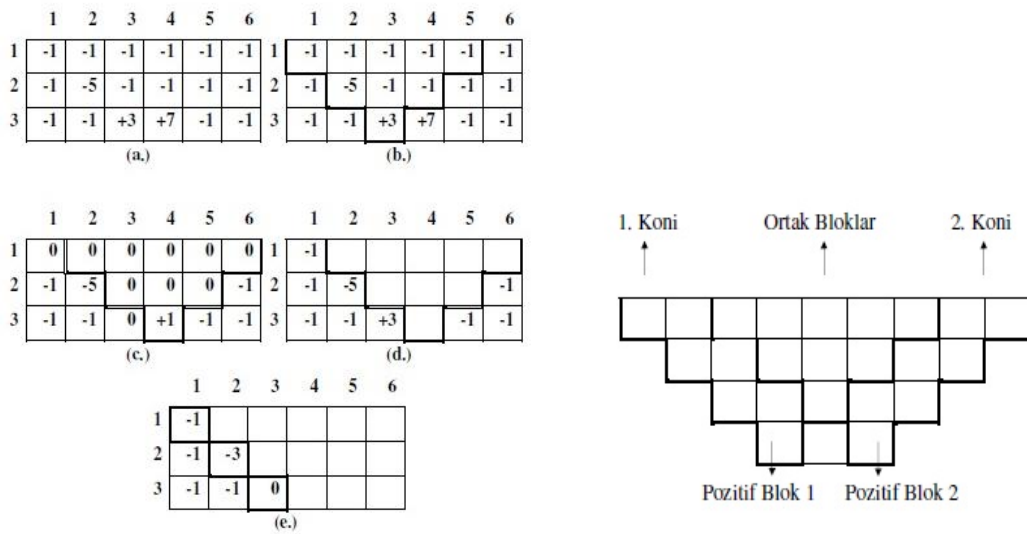 1 2 3 4 5 6
1 -1 -1 -1 -1 -1 -1
2 -1 -5 -1 -1 -1 -1
3 -1 -1 +3 +7 -1 -1
(a.)
1 2 3 4 5 6
1 -1 -1 -1 -1 -1 -1
2 -1 -5 -1 -1 -1 -1
3 -1 -1 +3 +7 -1 -1
(b.)
1 2 3 4 5 6
1 0 0 0 0 0 0
2 -1 -5 0 0 0 -1
3 -1 -1 0 +1 -1 -1
(c.)
1 2 3 4 5 6
1 -1
2 -1 -5 -1
3 -1 -1 +3 -1 -1
(d.)
1 2 3 4 5 6
1 -1
2 -1 -3
3 -1 -1 0
(e.)
1. Koni Ortak Bloklar 2. Koni
Pozitif Blok 1 Pozitif Blok 2